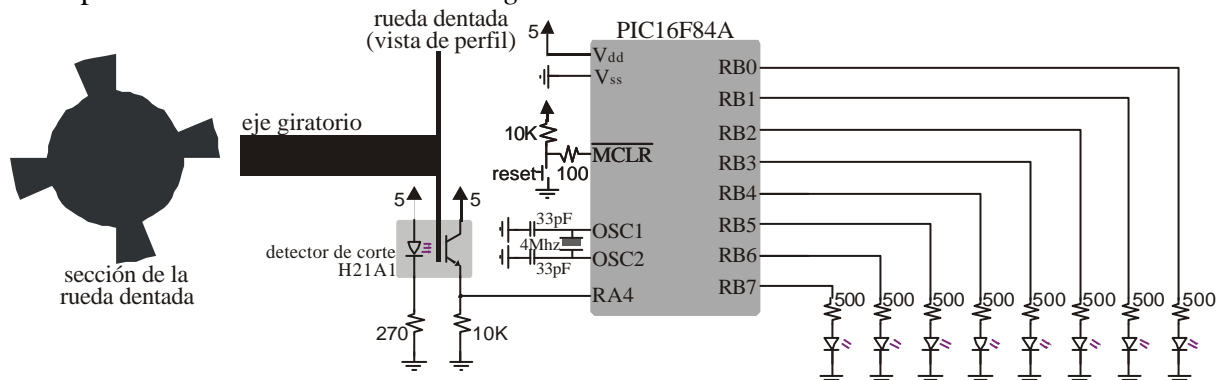 rueda dentada
(vista de perfil)
eje giratorio
sección de la
rueda dentada
5
5
detector de corte
H21A1
270
10K
5
10K
reset
100
33pF
4Mhz
33pF
PIC16F84A
Vdd
Vss
MCLR
OSC1
OSC2
RA4
RB0
RB1
RB2
RB3
RB4
RB5
RB6
RB7
500 500 500 500 500 500 500 500